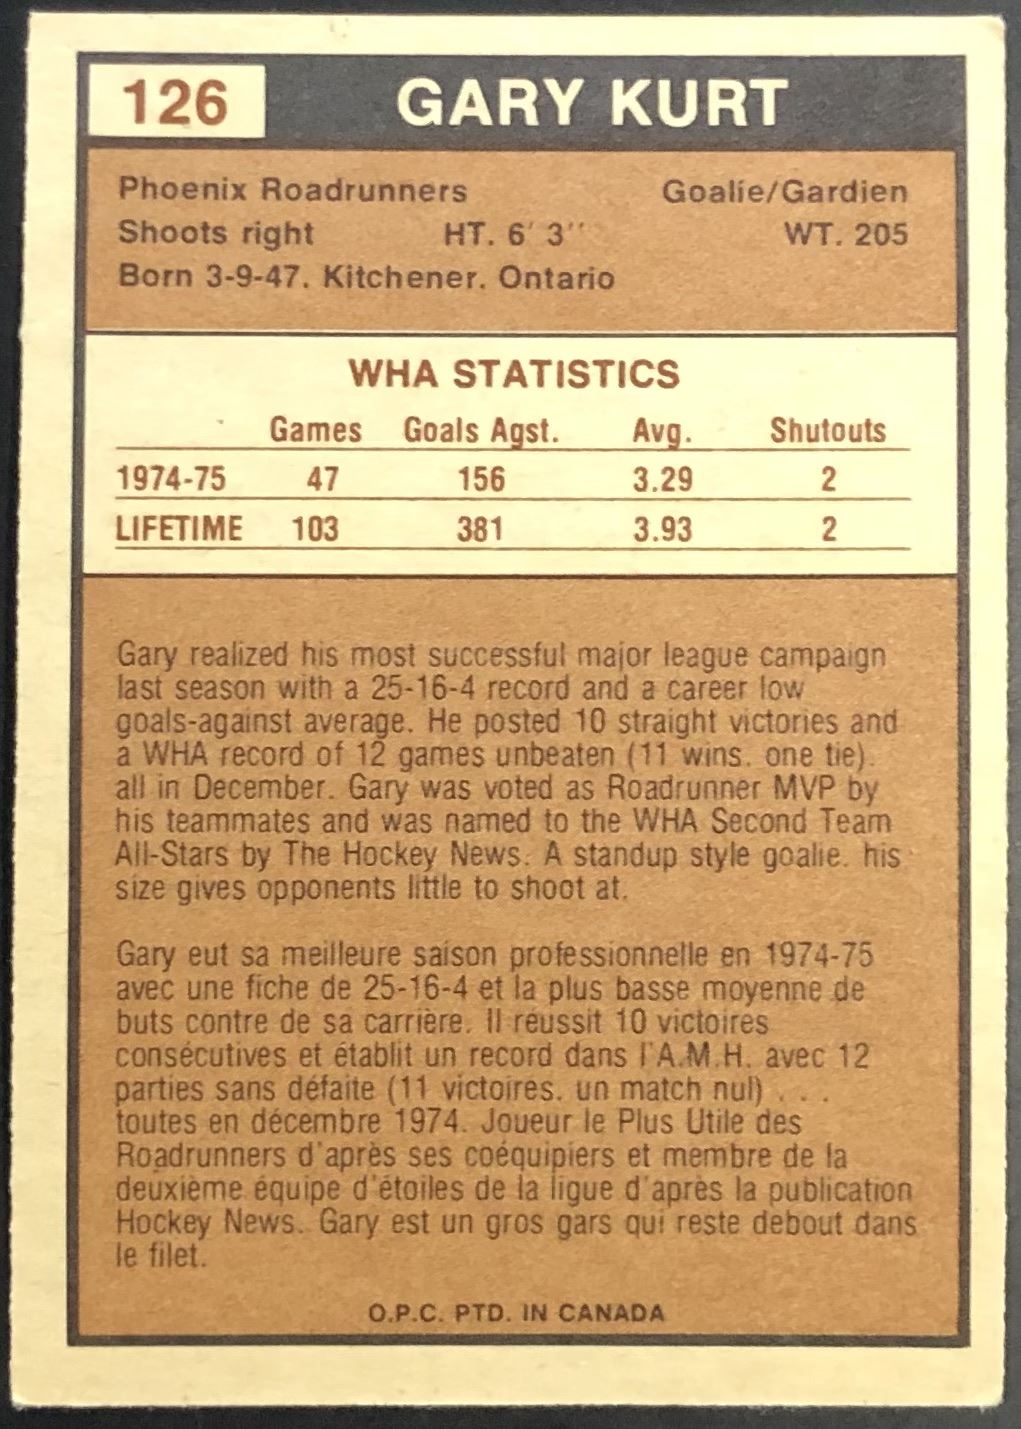 126 GARY KURT
Phoenix Roadrunners Goalie/Gardien
Shoots right HT. 6' 3'' WT. 205
Born 3-9-47. Kitchener. Ontario
WHA STATISTICS
Games Goals Agst. Avg. Shutouts
1974-75 47 156 3.29 2
LIFETIME 103 381 3.93 2
Gary realized his most successful major league campaign
last season with a 25-16-4 record and a career low
goals-against average. He posted 10 straight victories and
a WHA record of 12 games unbeaten (11 wins. one tie).
all in December. Gary was voted as Roadrunner MVP by
his teammates and was named to the WHA Second Team
All-Stars by The Hockey News. A standup style goalie. his
size gives opponents little to shoot at.
Gary eut sa meilleure saison professionnelle en 1974-75
avec une fiche de 25-16-4 et la plus basse moyenne de
buts contre de sa carrière. Il réussit 10 victoires
consécutives et établit un record dans l'A.M.H. avec 12
parties sans défaite (11 victoires. un match nul) . . .
toutes en décembre 1974. Joueur le Plus Utile des
Roadrunners d'après ses coéquipiers et membre de la
deuxième équipe d'étoiles de la ligue d'après la publication
Hockey News. Gary est un gros gars qui reste debout dans
le filet.
O.P.C. PTD. IN CANADA